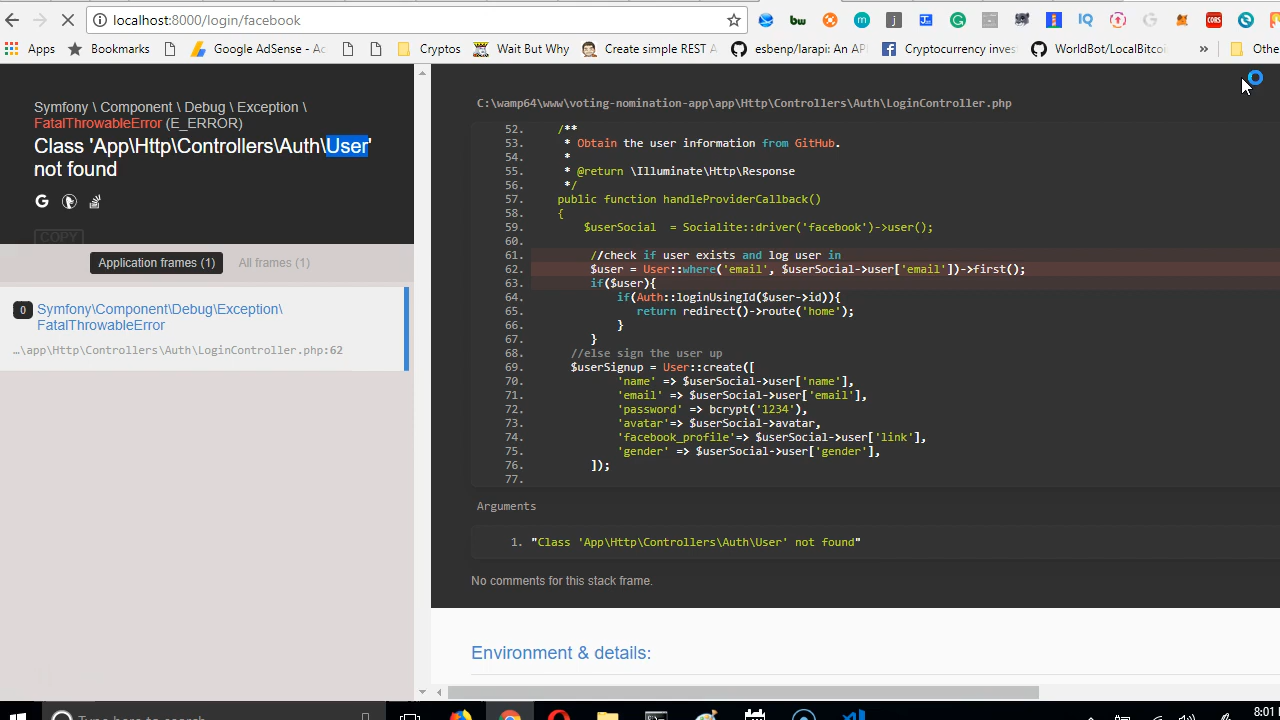 localhost:8000/login/facebook
Apps Bookmarks Google AdSense - Ac Crypto Wait But Why Create simple REST A esbenp/larapi: An API Cryptocurrency inves WorldBot/LocalBitcoi » Othe
Symfony \ Component \ Debug \ Exception \
FatalThrowableError (E_ERROR)
Class 'App\Http\Controllers\Auth\User'
not found
COPY
Application frames (1) All frames (1)
0 Symfony\Component\Debug\Exception\
FatalThrowableError
…\app\Http\Controllers\Auth\LoginController.php:62
C:\wamp64\www\voting-nomination-app\app\Http\Controllers\Auth\LoginController.php
52. /**
53. * Obtain the user information from GitHub.
54. *
55. * @return \Illuminate\Http\Response
56. */
57. public function handleProviderCallback()
58. {
59. $userSocial = Socialite::driver('facebook')->user();
60.
61. //check if user exists and log user in
62. $user = User::where('email', $userSocial->user['email'])->first();
63. if($user){
64. if(Auth::loginUsingId($user->id)){
65. return redirect()->route('home');
66. }
67. }
68. //else sign the user up
69. $userSignup = User::create([
70. 'name' => $userSocial->user['name'],
71. 'email' => $userSocial->user['email'],
72. 'password' => bcrypt('1234'),
73. 'avatar'=> $userSocial->avatar,
74. 'facebook_profile'=> $userSocial->user['link'],
75. 'gender' => $userSocial->user['gender'],
76. ]);
77.
Arguments
1. "Class 'App\Http\Controllers\Auth\User' not found"
No comments for this stack frame.
Environment & details:
Type here to search
8:01